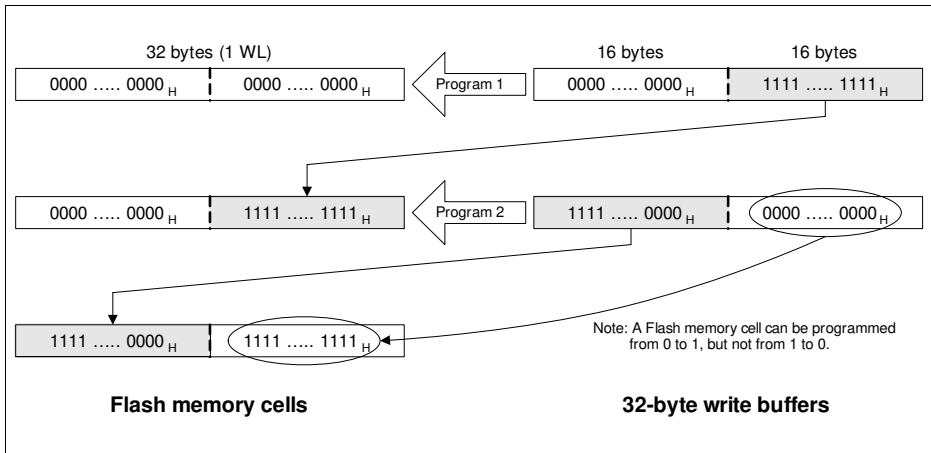 32 bytes (1 WL)
16 bytes 16 bytes
0000 ..... 0000 H 0000 ..... 0000 H Program 1 0000 ..... 0000 H 1111 ..... 1111 H
0000 ..... 0000 H 1111 ..... 1111 H Program 2 1111 ..... 0000 H 0000 ..... 0000 H
1111 ..... 0000 H 1111 ..... 1111 H
Note: A Flash memory cell can be programmed
from 0 to 1, but not from 1 to 0.
Flash memory cells 32-byte write buffers